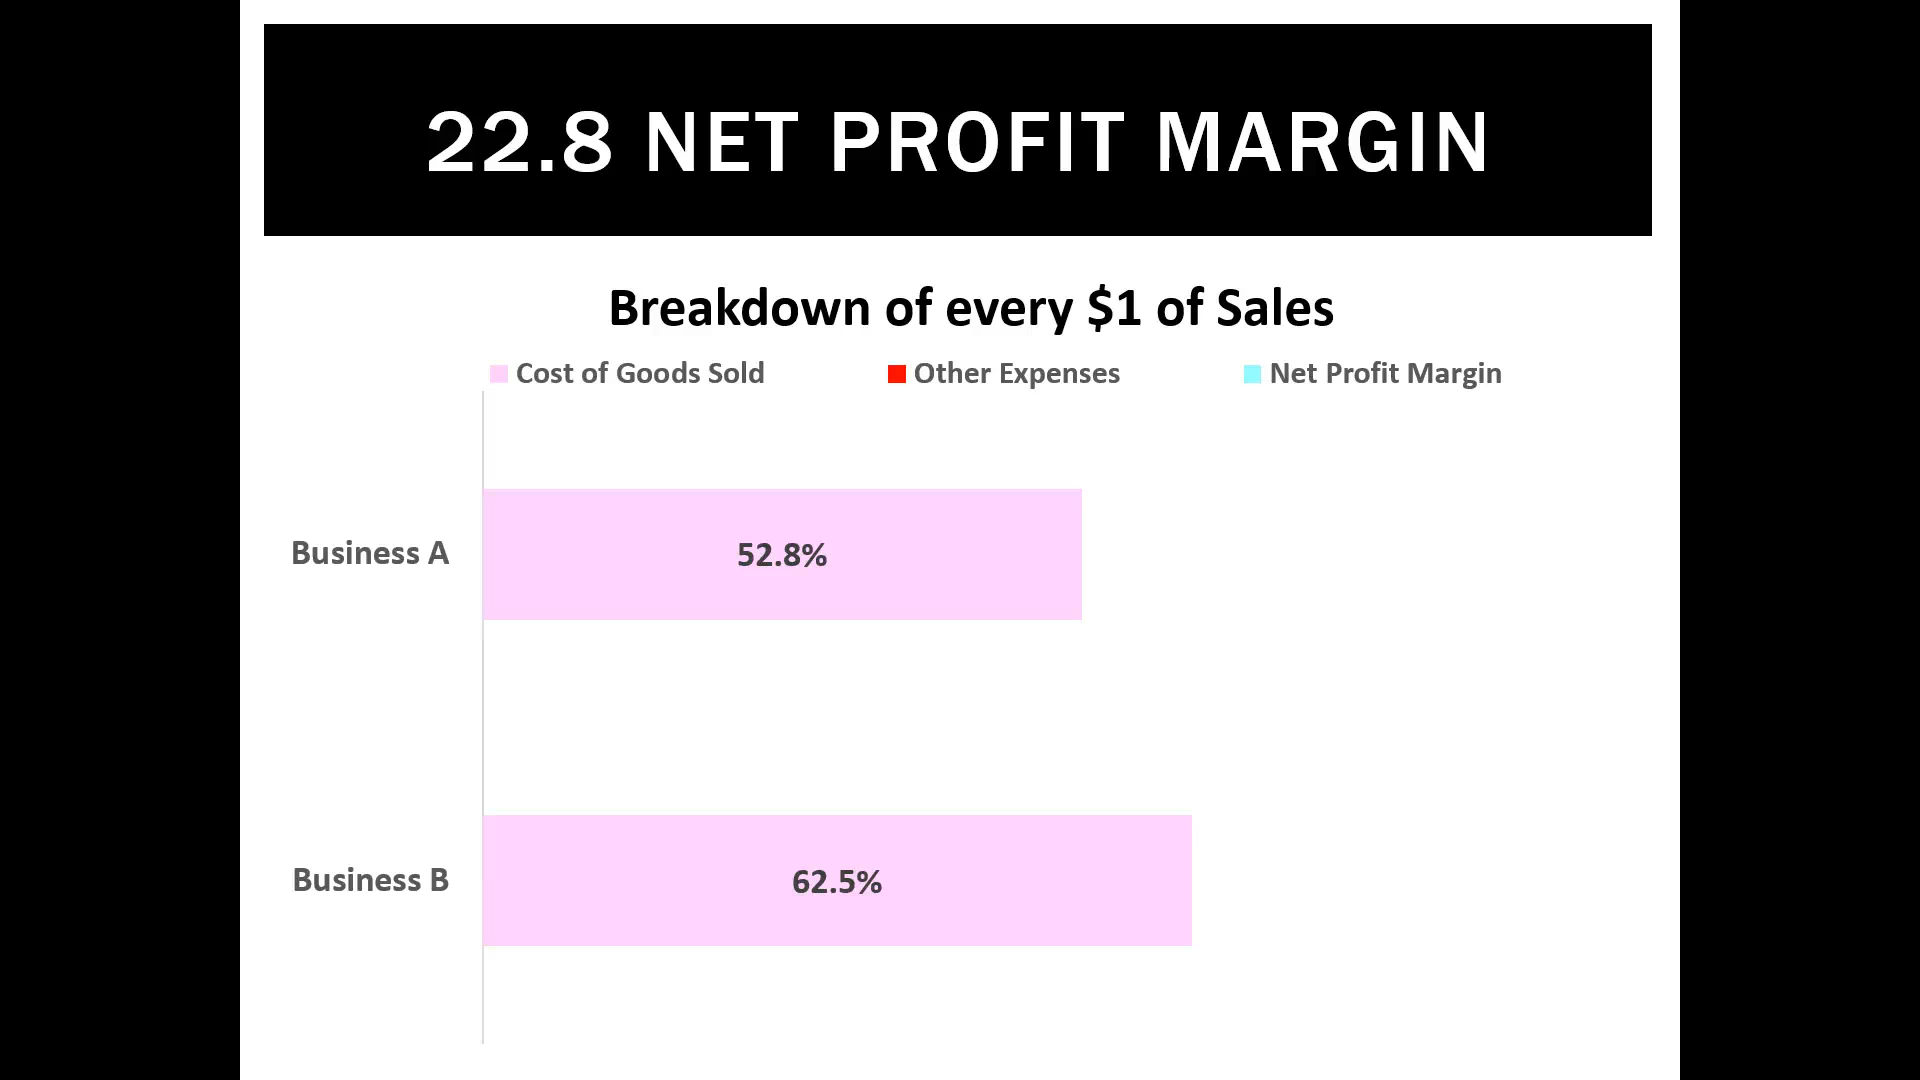 22.8 NET PROFIT MARGIN
Breakdown of every $1 of Sales
Cost of Goods Sold Other Expenses Net Profit Margin
Business A 52.8%
Business B 62.5%